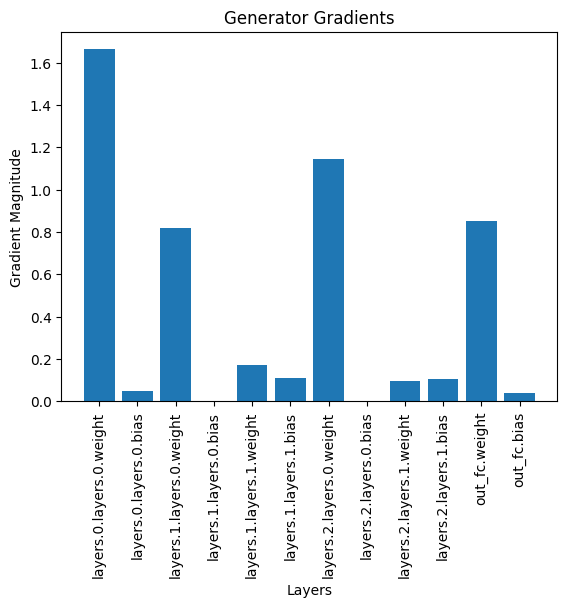 Generator Gradients
Gradient Magnitude
1.6
1.4
1.2
1.0
0.8
0.6
0.4
0.2
0.0
layers.0.layers.0.weight
layers.0.layers.0.bias
layers.1.layers.0.weight
layers.1.layers.0.bias
layers.1.layers.1.weight
layers.1.layers.1.bias
layers.2.layers.0.weight
layers.2.layers.0.bias
layers.2.layers.1.weight
layers.2.layers.1.bias
out_fc.weight
out_fc.bias
Layers